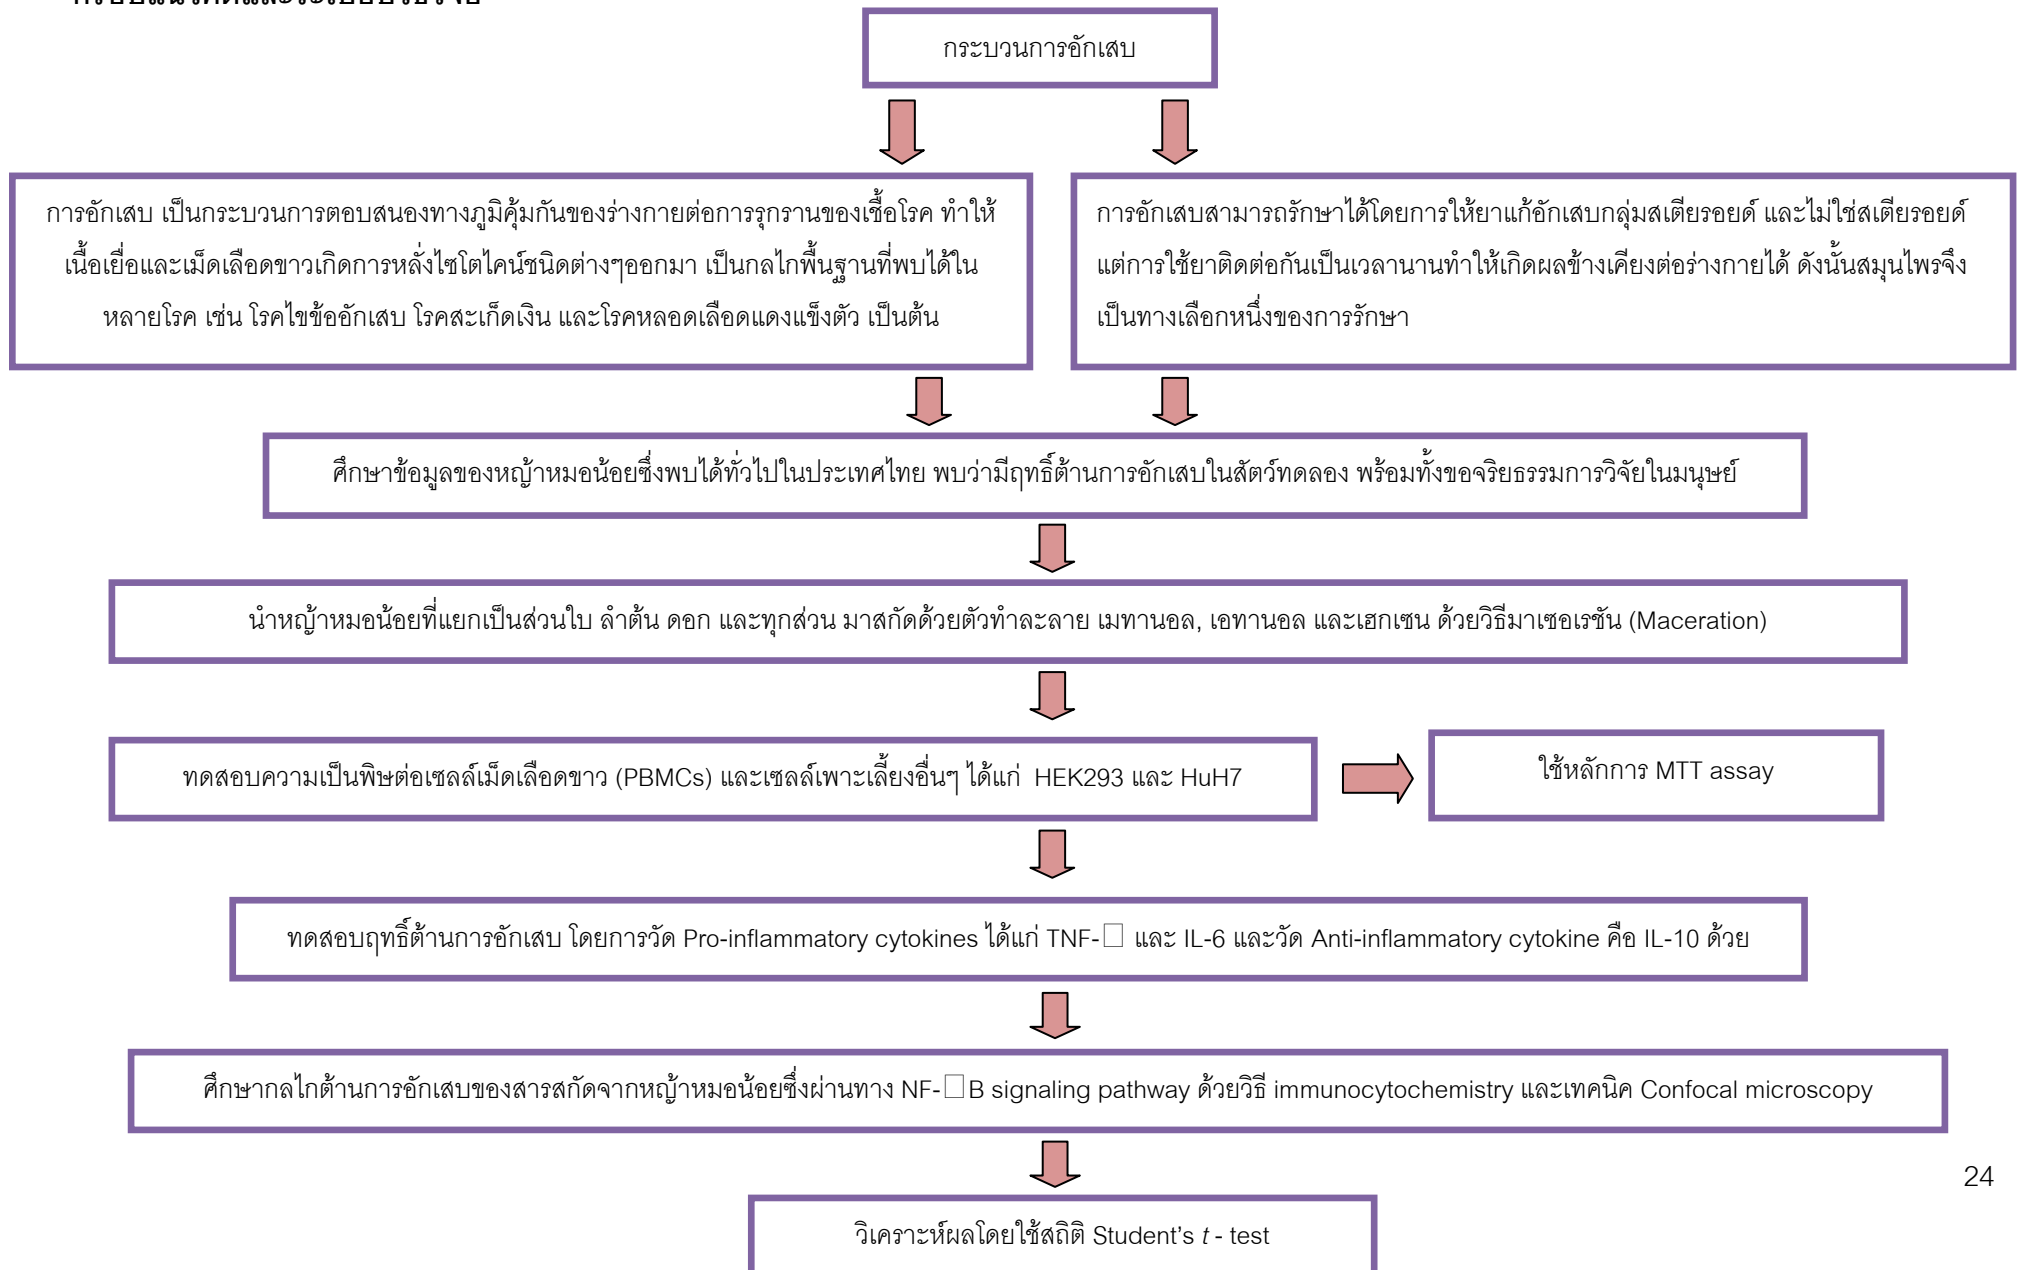 กระบวนการอักเสบ
การอักเสบ เป็นกระบวนการตอบสนองทางภูมิคุ้มกันของร่างกายต่อการรุกรานของเชื้อโรค ทำให้
เนื้อเยื่อและเม็ดเลือดขาวเกิดการหลั่งไซโตไคน์ชนิดต่างๆออกมา เป็นกลไกพื้นฐานที่พบได้ใน
หลายโรค เช่น โรคไขข้ออักเสบ โรคสะเก็ดเงิน และโรคหลอดเลือดแดงแข็งตัว เป็นต้น
การอักเสบสามารถรักษาได้โดยการให้ยาแก้อักเสบกลุ่มสเตียรอยด์ และไม่ใช่สเตียรอยด์
แต่การใช้ยาติดต่อกันเป็นเวลานานทำให้เกิดผลข้างเคียงต่อร่างกายได้ ดังนั้นสมุนไพรจึง
เป็นทางเลือกหนึ่งของการรักษา
ศึกษาข้อมูลของหญ้าหมอน้อยซึ่งพบได้ทั่วไปในประเทศไทย พบว่ามีฤทธิ์ต้านการอักเสบในสัตว์ทดลอง พร้อมทั้งขอจริยธรรมการวิจัยในมนุษย์
นำหญ้าหมอน้อยที่แยกเป็นส่วนใบ ลำต้น ดอก และทุกส่วน มาสกัดด้วยตัวทำละลาย เมทานอล, เอทานอล และเฮกเซน ด้วยวิธีมาเซอเรชัน (Maceration)
ทดสอบความเป็นพิษต่อเซลล์เม็ดเลือดขาว (PBMCs) และเซลล์เพาะเลี้ยงอื่นๆ ได้แก่ HEK293 และ HuH7
ใช้หลักการ MTT assay
ทดสอบฤทธิ์ต้านการอักเสบ โดยการวัด Pro-inflammatory cytokines ได้แก่ TNF-□ และ IL-6 และวัด Anti-inflammatory cytokine คือ IL-10 ด้วย
ศึกษากลไกต้านการอักเสบของสารสกัดจากหญ้าหมอน้อยซึ่งผ่านทาง NF-□B signaling pathway ด้วยวิธี immunocytochemistry และเทคนิค Confocal microscopy
24
วิเคราะห์ผลโดยใช้สถิติ Student's t - test